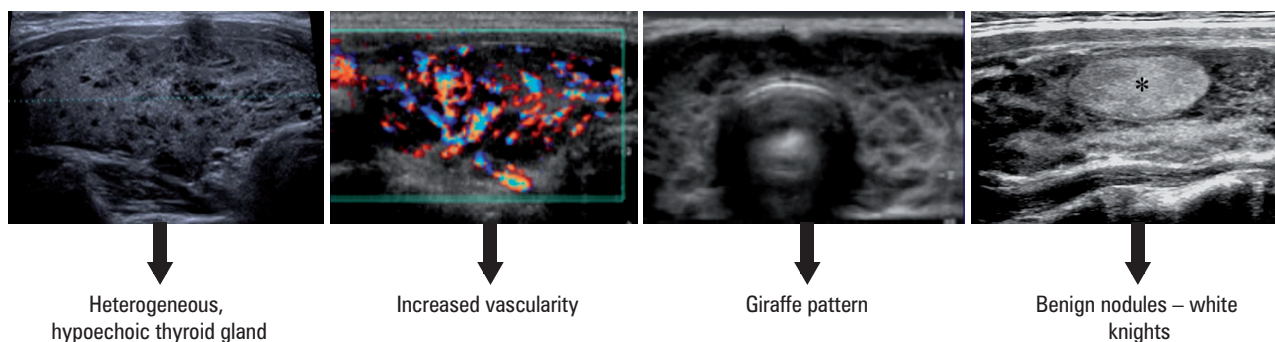 Heterogeneous,
hypoechoic thyroid gland
Increased vascularity
Giraffe pattern
Benign nodules – white
knights
*